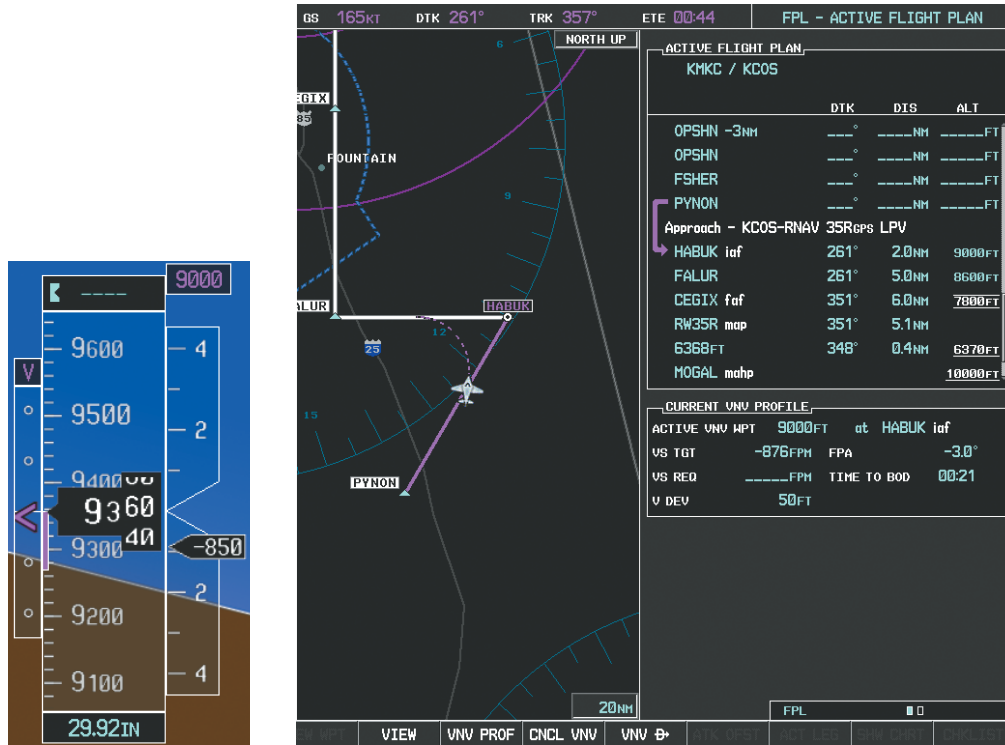 9000
____
9600
4
V
9500
2
9400
00
9360
40
9300
-850
9200
2
9100
4
29.92IN
GS 165KT DTK 261° TRK 357° ETE 00:44 FPL - ACTIVE FLIGHT PLAN
NORTH UP
6
EGIX
85
FOUNTAIN
9
ALUR
HABUK
12
25
15
PYNON
20NM
ACTIVE FLIGHT PLAN
KMKC / KCOS
DTK DIS ALT
OPSHN -3NM ___° ____NM _____FT
OPSHN ___° ____NM _____FT
FSHER ___° ____NM _____FT
PYNON ___° ____NM _____FT
Approach - KCOS-RNAV 35RGPS LPV
HABUK iaf 261° 2.0NM 9000FT
FALUR 261° 5.0NM 8600FT
CEGIX faf 351° 6.0NM 7800FT
RW35R map 351° 5.1NM
6368FT 348° 0.4NM 6370FT
MOGAL mahp 10000FT
CURRENT VNV PROFILE
ACTIVE VNV WPT 9000FT at HABUK iaf
VS TGT -876FPM FPA -3.0°
VS REQ _____FPM TIME TO BOD 00:21
V DEV 50FT
FPL
VIEW VNV PROF CNCL VNV VNV D ATK OFST ACT LEG SHW CHRT CHKLIST